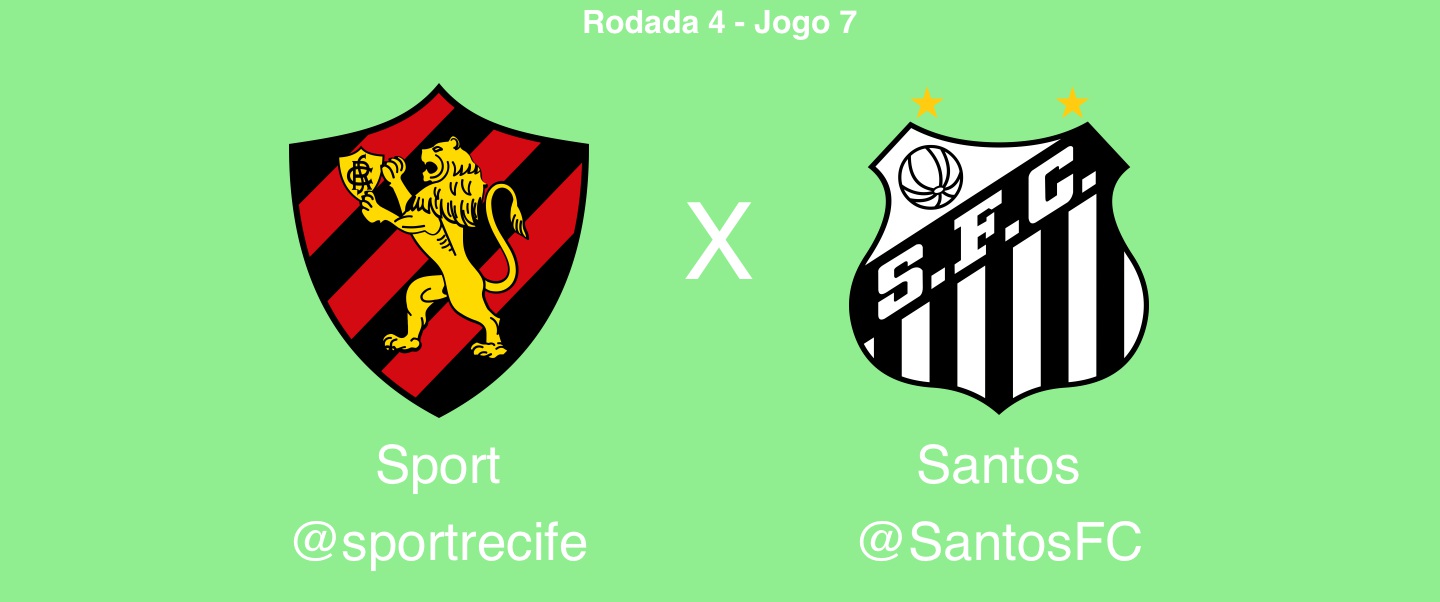 Rodada 4 - Jogo 7
X
S.F.C.
Sport
Santos
@sportrecife
@SantosFC